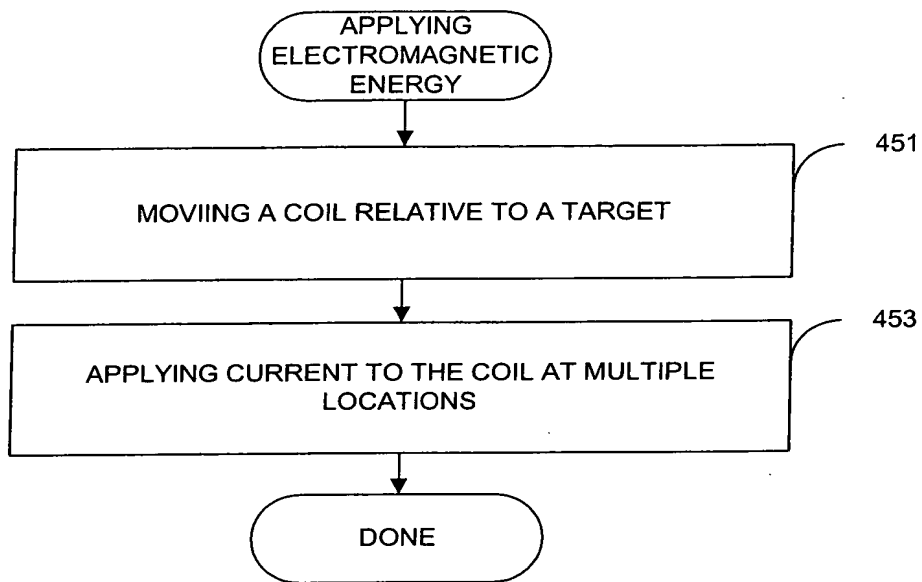 APPLYING
ELECTROMAGNETIC
ENERGY
451
MOVIING A COIL RELATIVE TO A TARGET
453
APPLYING CURRENT TO THE COIL AT MULTIPLE
LOCATIONS
DONE